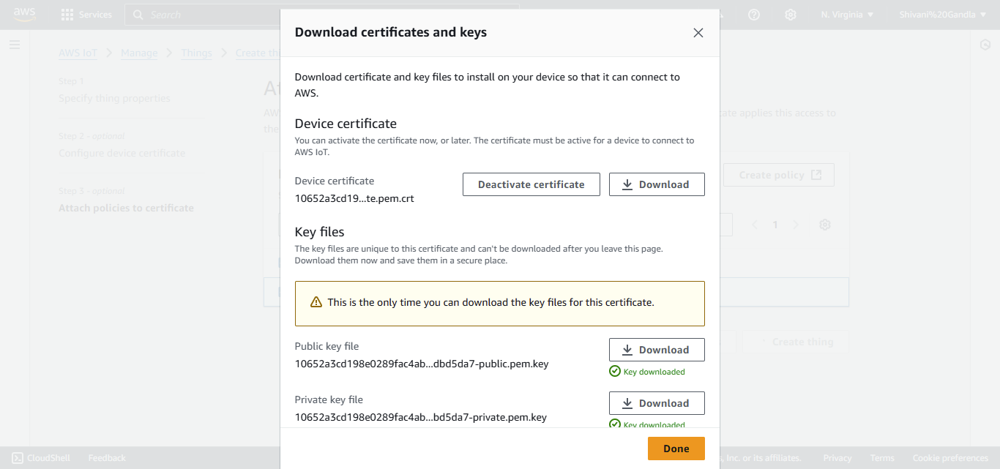 aws
Services
Search
N. Virginia
Shivani%20Gandla
AWS IoT
Manage
Things
Create thi
Step 1
Specify thing properties
Step 2 - optional
Configure device certificate
Step 3 - optional
Attach policies to certificate
At
AW
the
cate applies this access to
Create policy
1
Create thing
Download certificates and keys
Download certificate and key files to install on your device so that it can connect to
AWS.
Device certificate
You can activate the certificate now, or later. The certificate must be active for a device to connect to
AWS IoT.
Device certificate
10652a3cd19...te.pem.crt
Deactivate certificate
Download
Key files
The key files are unique to this certificate and can't be downloaded after you leave this page.
Download them now and save them in a secure place.
This is the only time you can download the key files for this certificate.
Public key file
10652a3cd198e0289fac4ab...dbd5da7-public.pem.key
Download
Key downloaded
Private key file
10652a3cd198e0289fac4ab...bd5da7-private.pem.key
Download
Key downloaded
Done
CloudShell
Feedback
s, Inc. or its affiliates.
Privacy
Terms
Cookie preferences